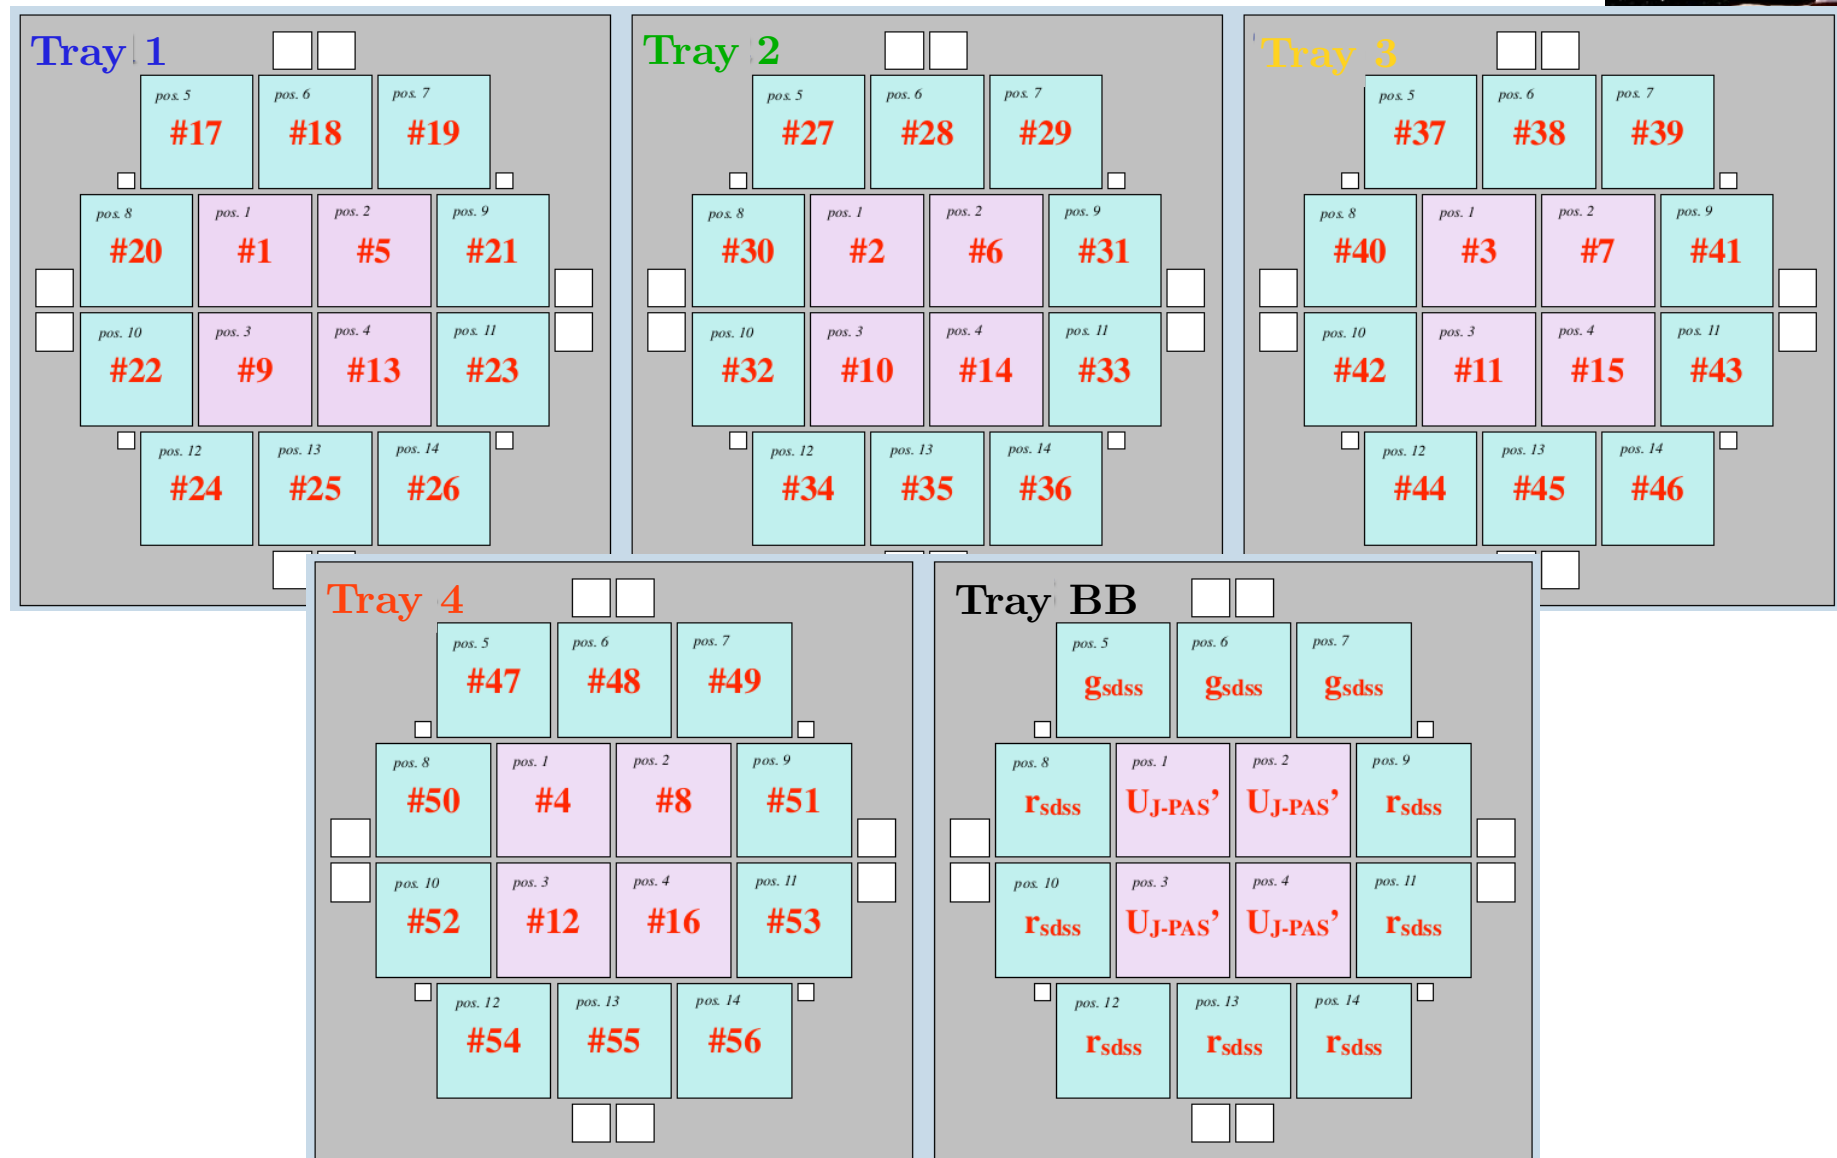 Tray 1
pos. 5 pos. 6 pos. 7
#17 #18 #19
pos. 8 pos. 1 pos. 2 pos. 9
#20 #1 #5 #21
pos. 10 pos. 3 pos. 4 pos. 11
#22 #9 #13 #23
pos. 12 pos. 13 pos. 14
#24 #25 #26
Tray 2
pos. 5 pos. 6 pos. 7
#27 #28 #29
pos. 8 pos. 1 pos. 2 pos. 9
#30 #2 #6 #31
pos. 10 pos. 3 pos. 4 pos. 11
#32 #10 #14 #33
pos. 12 pos. 13 pos. 14
#34 #35 #36
Tray 3
pos. 5 pos. 6 pos. 7
#37 #38 #39
pos. 8 pos. 1 pos. 2 pos. 9
#40 #3 #7 #41
pos. 10 pos. 3 pos. 4 pos. 11
#42 #11 #15 #43
pos. 12 pos. 13 pos. 14
#44 #45 #46
Tray 4
pos. 5 pos. 6 pos. 7
#47 #48 #49
pos. 8 pos. 1 pos. 2 pos. 9
#50 #4 #8 #51
pos. 10 pos. 3 pos. 4 pos. 11
#52 #12 #16 #53
pos. 12 pos. 13 pos. 14
#54 #55 #56
Tray BB
pos. 5 pos. 6 pos. 7
gsdss gsdss gsdss
pos. 8 pos. 1 pos. 2 pos. 9
rsdss UJ-PAS’ UJ-PAS’ rsdss
pos. 10 pos. 3 pos. 4 pos. 11
rsdss UJ-PAS’ UJ-PAS’ rsdss
pos. 12 pos. 13 pos. 14
rsdss rsdss rsdss